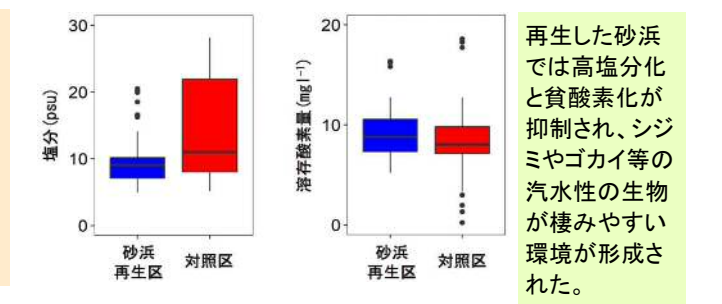 30
20
10
0
塩分(psu)
砂浜
再生区
対照区
20
10
0
溶存酸素量(mg l⁻¹)
砂浜
再生区
対照区
再生した砂浜
では高塩分化
と貧酸素化が
抑制され、シジ
ミやゴカイ等の
汽水性の生物
が棲みやすい
環境が形成さ
れた。